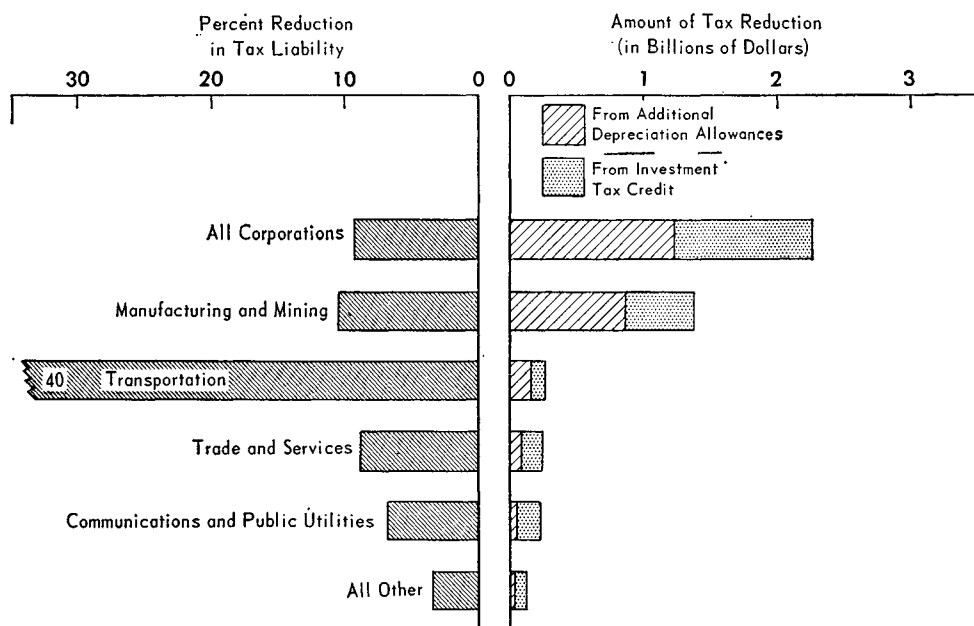 Percent Reduction
in Tax Liability
30 20 10 0
Amount of Tax Reduction
(in Billions of Dollars)
0 1 2 3
From Additional
Depreciation Allowances
From Investment
Tax Credit
All Corporations
Manufacturing and Mining
40 Transportation
Trade and Services
Communications and Public Utilities
All Other